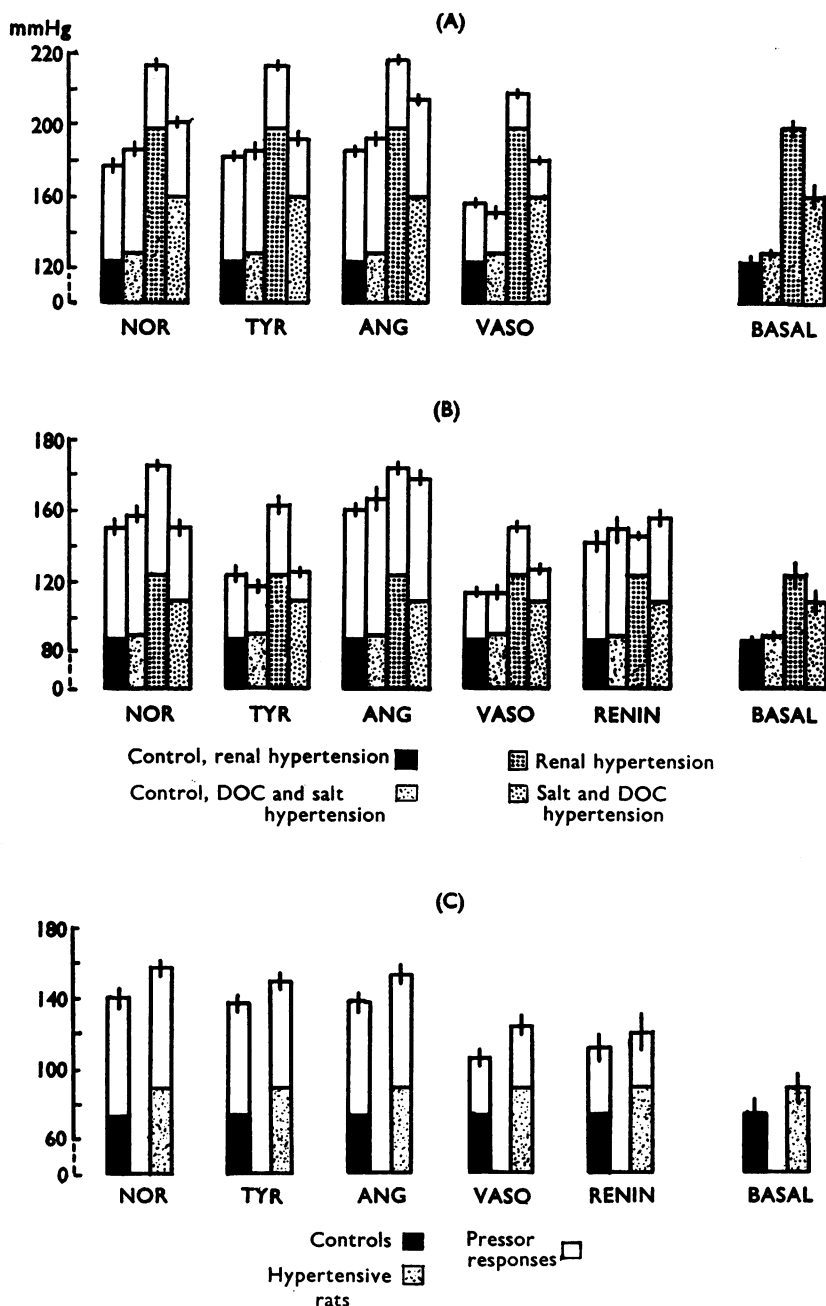 (A)
mmHg
220
200
160
120
0
NOR TYR ANG VASO BASAL
(B)
180
160
120
80
0
NOR TYR ANG VASO RENIN BASAL
Control, renal hypertension Renal hypertension
Control, DOC and salt hypertension Salt and DOC hypertension
(C)
180
140
100
60
0
NOR TYR ANG VASO RENIN BASAL
Controls Pressor responses
Hypertensive rats